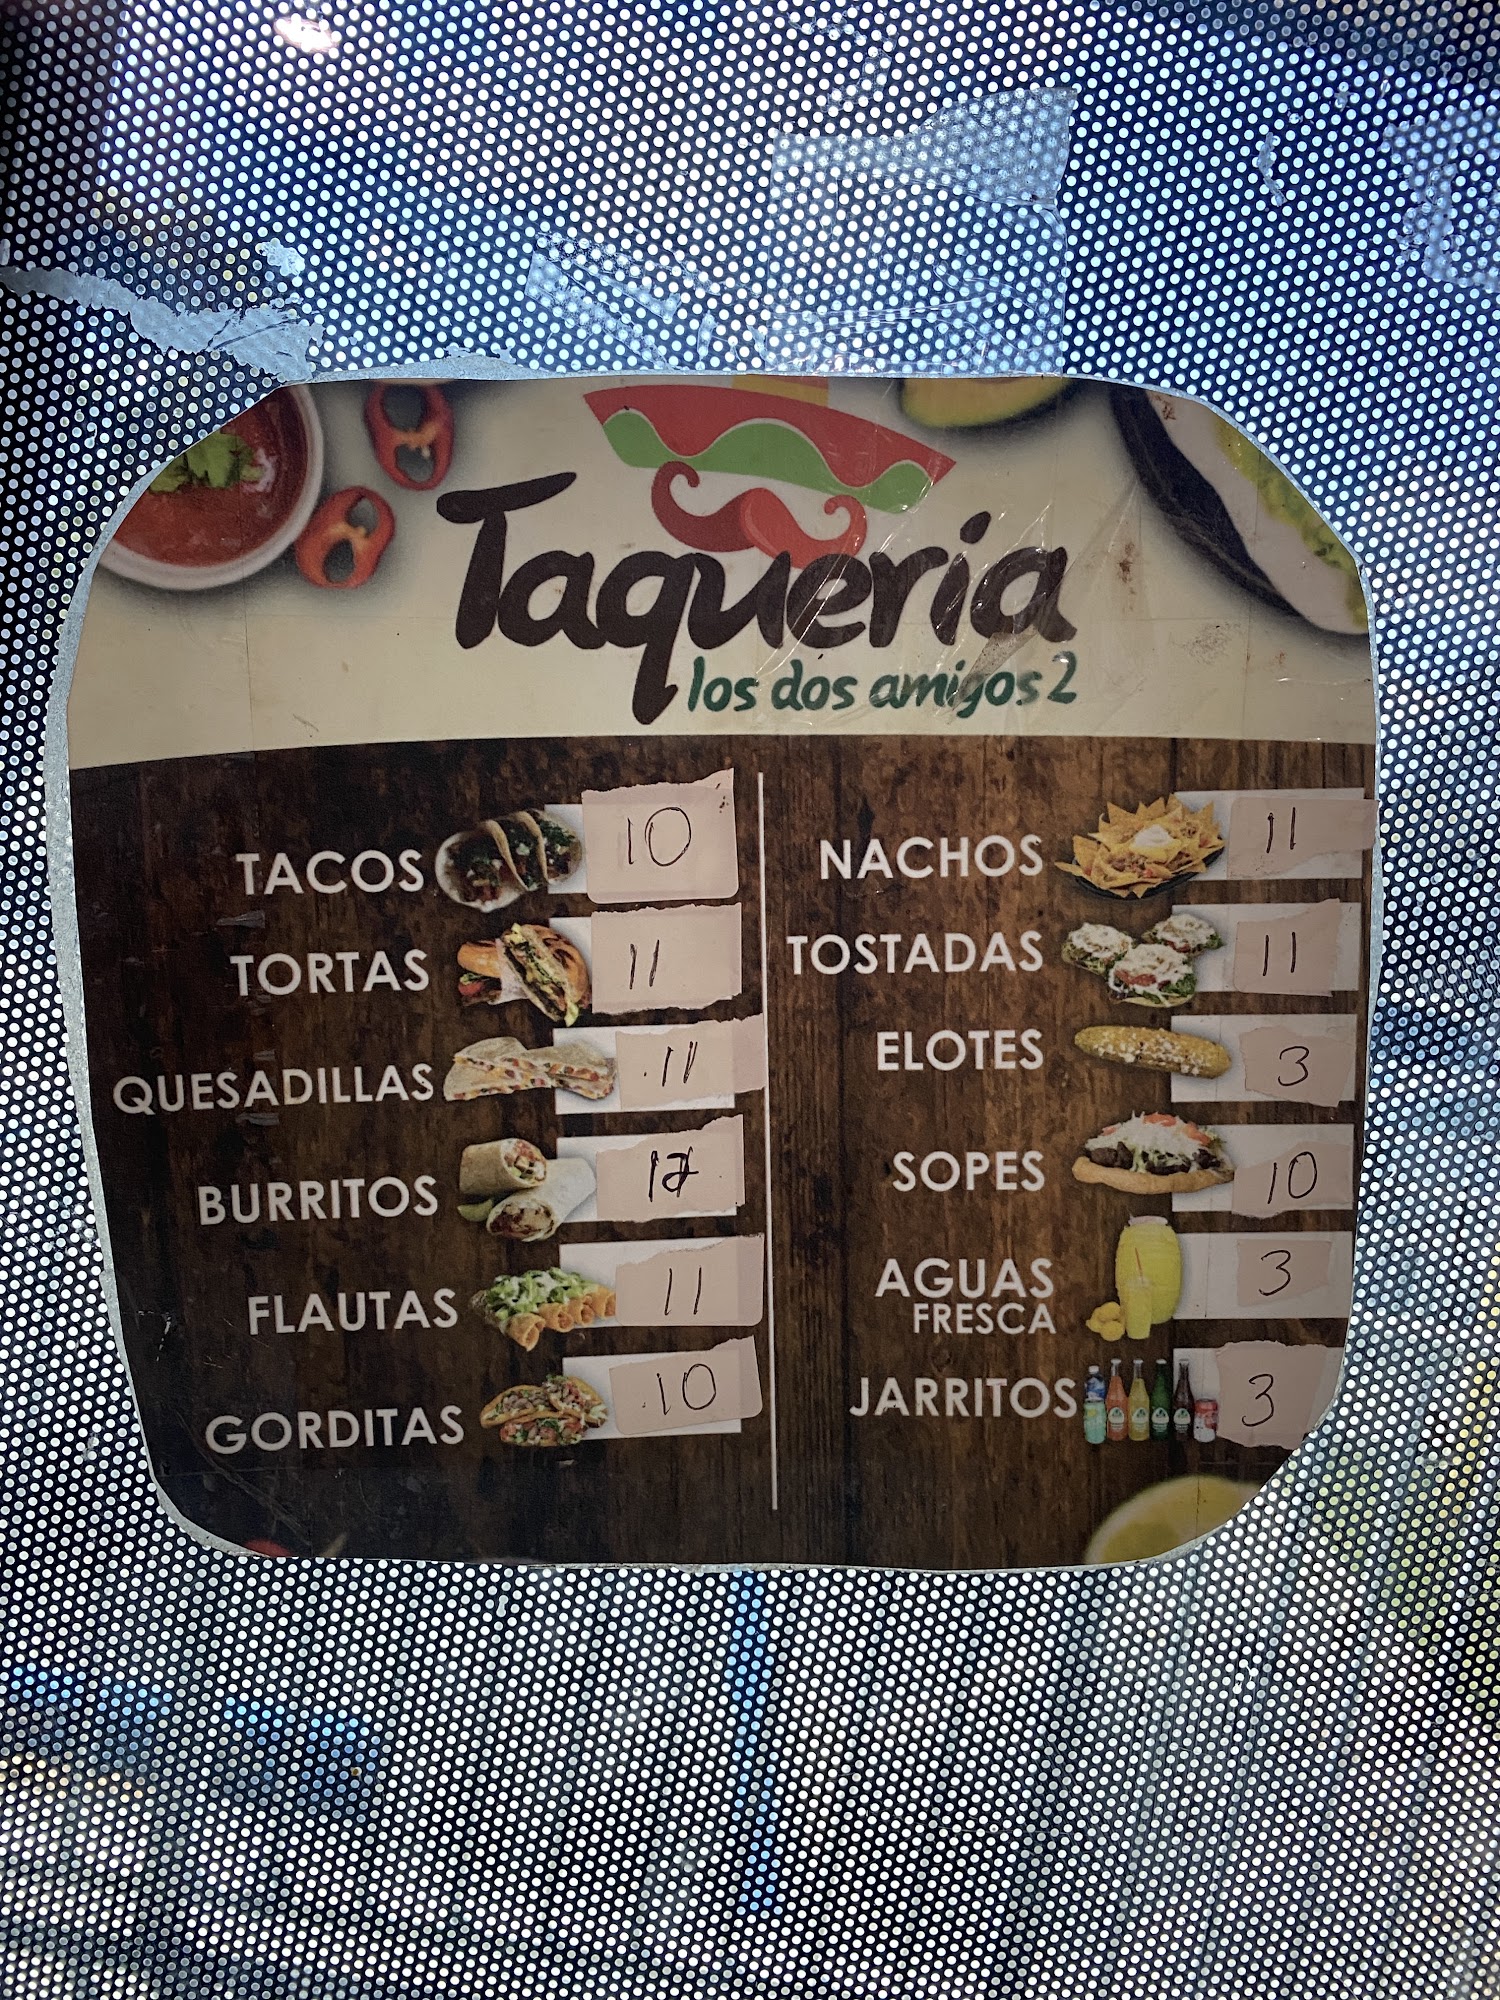 Taqueria
los dos amigos 2
TACOS 10
TORTAS 11
QUESADILLAS .11
BURRITOS 12
FLAUTAS 11
GORDITAS .10
NACHOS 11
TOSTADAS 11
ELOTES 3
SOPES 10
AGUAS
FRESCA 3
JARRITOS 3